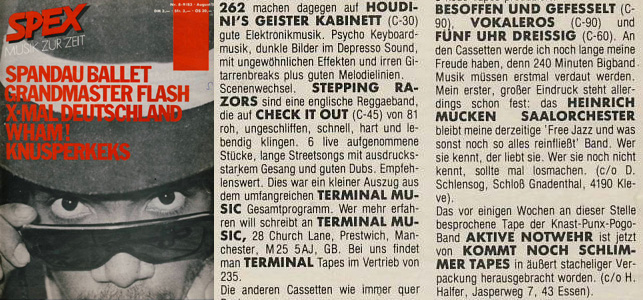 SPEX
MUSIK ZUR ZEIT
SPANDAU BALLET
GRANDMASTER FLASH
X-MAL DEUTSCHLAND
WHAM!
KNUSPERKEKS
262 machen dagegen auf HOUDI-
NI'S GEISTER KABINETT (C-30)
gute Elektronikmusik. Psycho Keyboard-
musik, dunkle Bilder im Depresso Sound,
mit ungewöhnlichen Effekten und irren Gi-
tarrenbreaks plus guten Melodielinien.
Szenenwechsel. STEPPING RA-
ZORS sind eine englische Reggaeband,
die auf CHECK IT OUT (C-45) von 81
roh, ungeschliffen, schnell, hart und le-
bendig klingen. 6 live aufgenommene
Stücke, lange Streetsongs mit ausdrucks-
starkem Gesang und guten Dubs. Empfeh-
lenswert. Dies war ein kleiner Auszug aus
dem umfangreichen TERMINAL MU-
SIC Gesamtprogramm. Wer mehr erfah-
ren will schreibt an TERMINAL MU-
SIC, 28 Church Lane, Prestwich, Man-
chester, M25 5AJ, GB. Bei uns findet
man TERMINAL Tapes im Vertrieb von
235.
Die anderen Cassetten wie immer quer
SORDINO GEFESSELT (C-
90), VOKALEROS (C-90) und
FÜNF UHR DREISSIG (C-60). An
den Cassetten werde ich noch lange meine
Freude haben, denn 240 Minuten Bigband
Musik müssen erstmal verdaut werden.
Mein erster, großer Eindruck steht aller-
dings schon fest: das HEINRICH
MUCKEN SAALORCHESTER
bleibt meine derzeitige 'Free Jazz und was
sonst noch so alles reinfließt' Band. Wer
sie kennt, der liebt sie. Wer sie noch nicht
kennt, sollte mal losmachen. (c/o D.
Schlensog, Schloß Gnadenthal, 4190 Kle-
ve).
Das vor einigen Wochen an dieser Stelle
besprochene Tape der Knast-Punx-Pogo-
Band AKTIVE NOTWEHR ist jetzt
von KOMMT NOCH SCHLIM-
MER TAPES in äußerst stacheliger Ver-
packung herausgebracht worden. (c/o H.
Halfer, Jasperweg 7, 43 Essen).